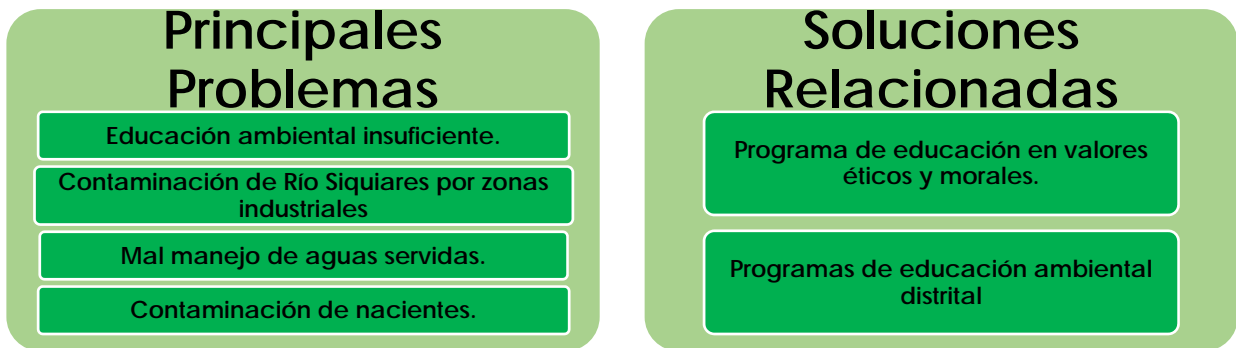 Principales
Problemas
Educación ambiental insuficiente.
Contaminación de Río Siquiares por zonas
industriales
Mal manejo de aguas servidas.
Contaminación de nacientes.
Soluciones
Relacionadas
Programa de educación en valores
éticos y morales.
Programas de educación ambiental
distrital